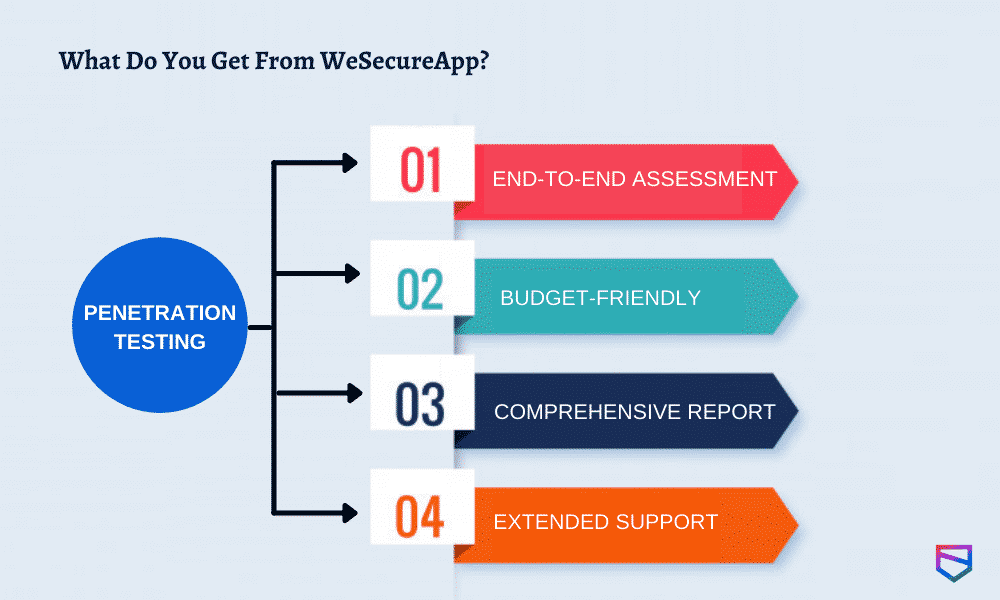 What Do You Get From WeSecureApp?
PENETRATION
TESTING
01
END-TO-END ASSESSMENT
02
BUDGET-FRIENDLY
03
COMPREHENSIVE REPORT
04
EXTENDED SUPPORT